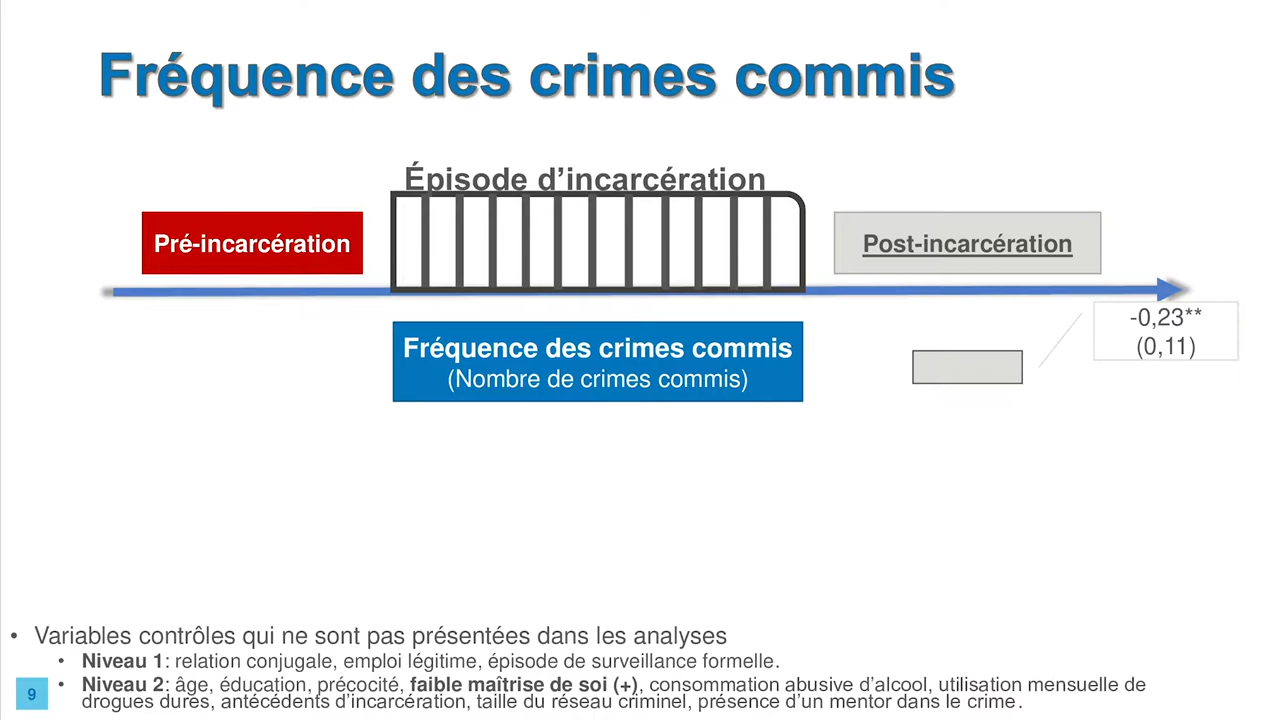 Fréquence des crimes commis
Épisode d’incarcération
Pré-incarcération
Post-incarcération
-0,23**
(0,11)
Fréquence des crimes commis
(Nombre de crimes commis)
• Variables contrôles qui ne sont pas présentées dans les analyses
• Niveau 1: relation conjugale, emploi légitime, épisode de surveillance formelle.
• Niveau 2: âge, éducation, précocité, faible maîtrise de soi (+), consommation abusive d’alcool, utilisation mensuelle de
drogues dures, antécédents d’incarcération, taille du réseau criminel, présence d’un mentor dans le crime.
9